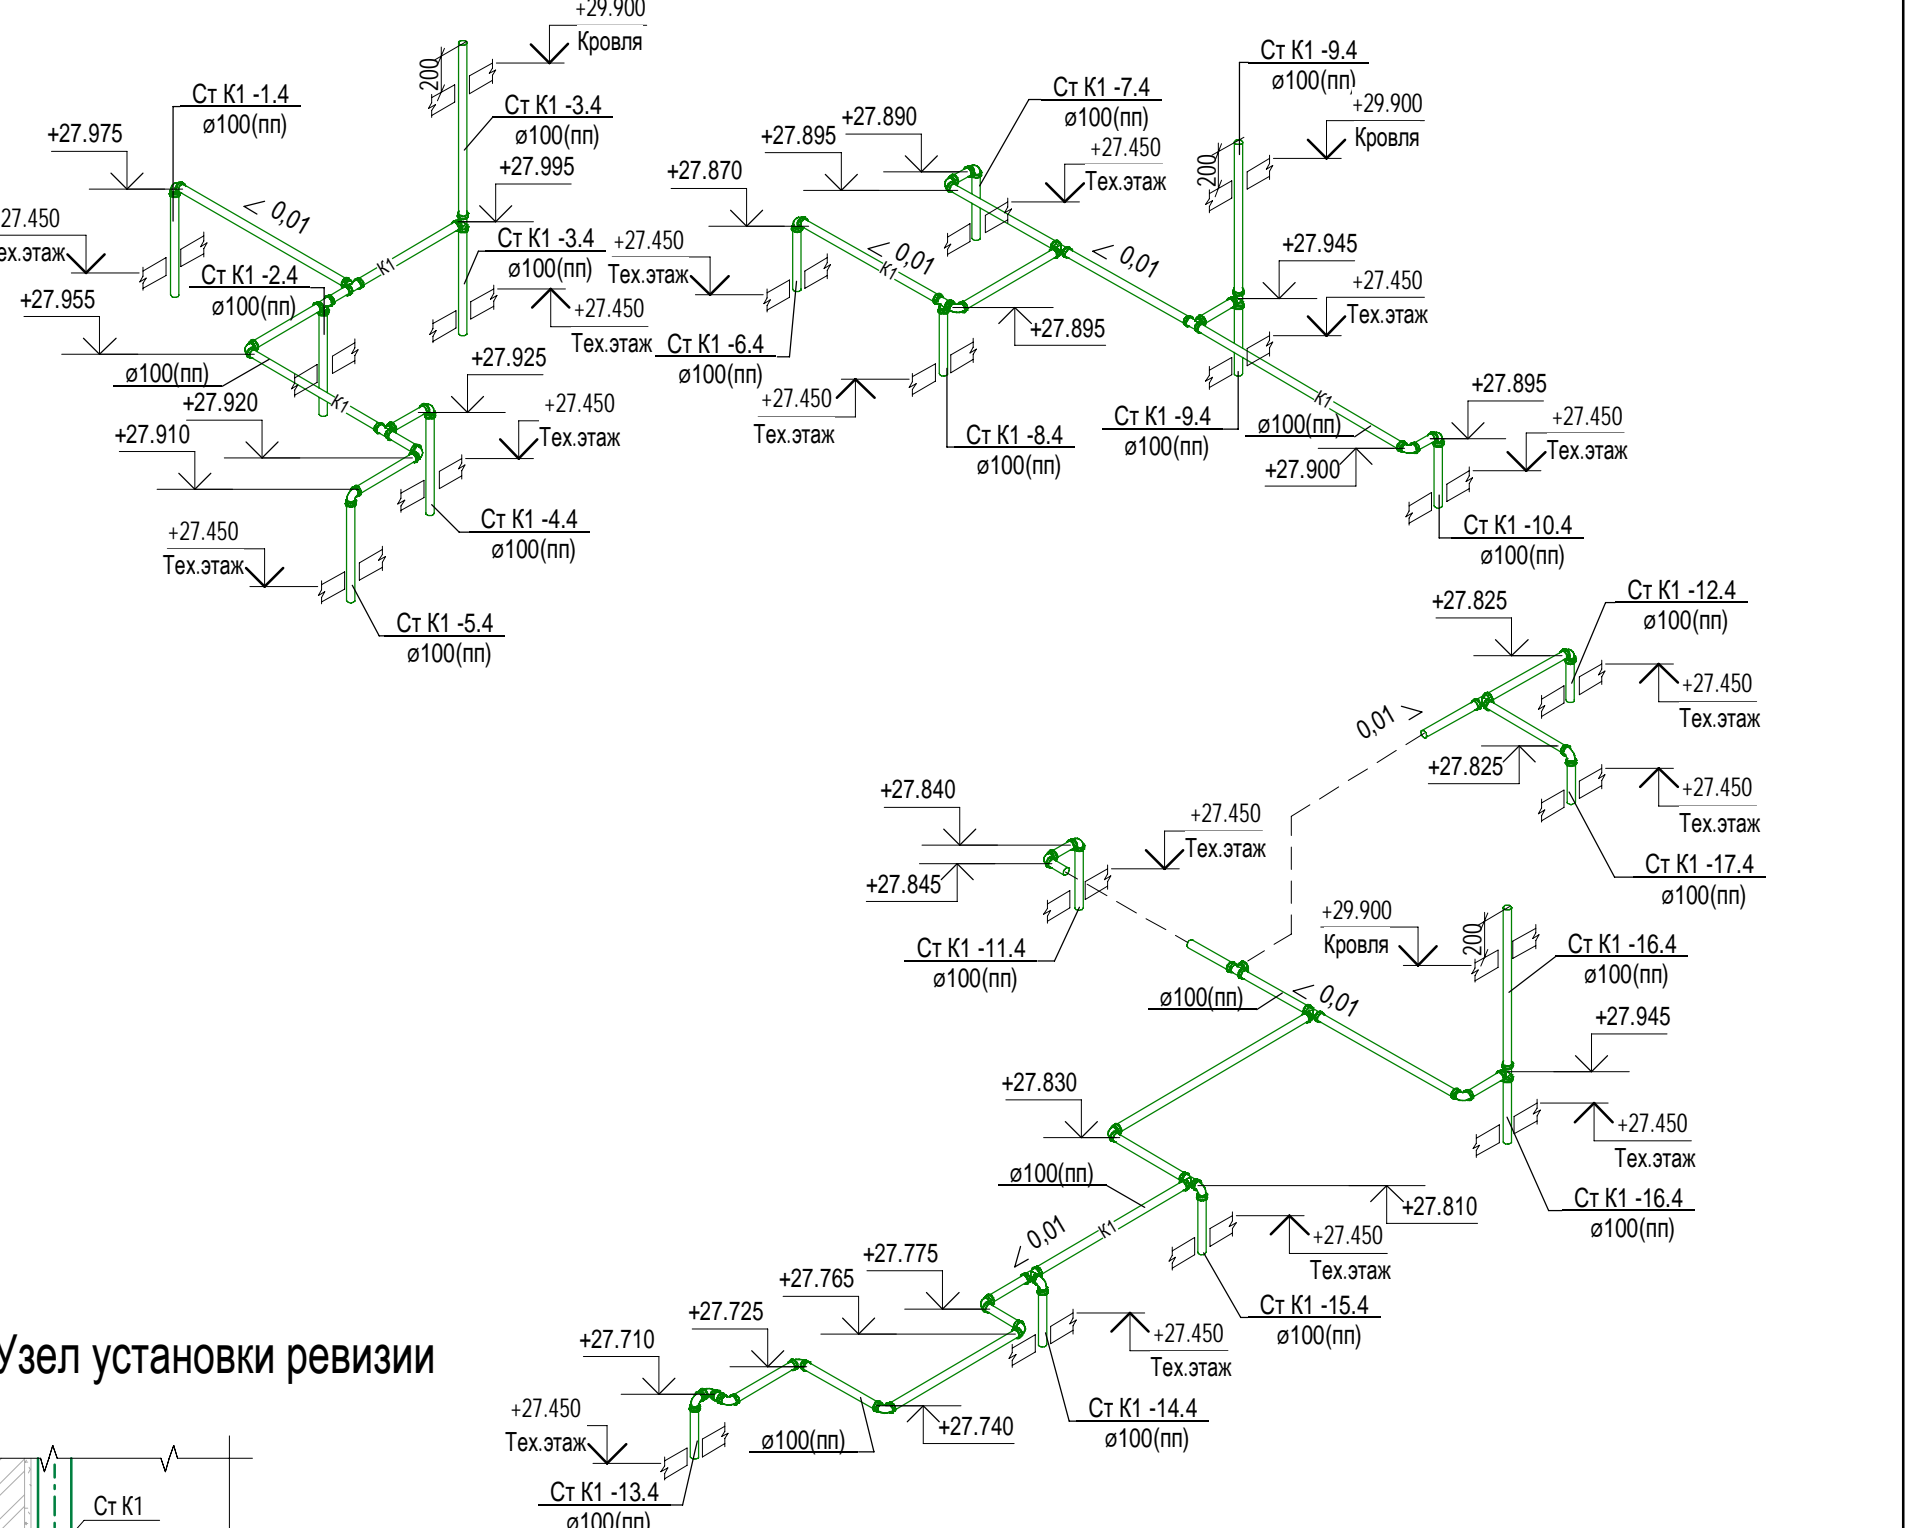 +29.900
Кровля
200
Ст К1 -1.4
ø100(пп)
Ст К1 -3.4
ø100(пп)
+27.975
+27.995
< 0,01
27.450
К1
Ст К1 -3.4
ø100(пп)
Ст К1 -2.4
ø100(пп)
+27.450
Тех.этаж
+27.955
ø100(пп)
К1
+27.925
+27.920
+27.910
+27.450
Тех.этаж
Ст К1 -4.4
ø100(пп)
+27.450
Тех.этаж
Ст К1 -5.4
ø100(пп)
Ст К1 -9.4
ø100(пп)
+29.900
Кровля
200
Ст К1 -7.4
ø100(пп)
+27.890
+27.895
+27.450
Тех.этаж
+27.870
< 0,01
К1
< 0,01
+27.450
Тех.этаж
+27.945
+27.450
Тех.этаж
+27.895
Ст К1 -6.4
ø100(пп)
+27.450
Тех.этаж
Ст К1 -8.4
ø100(пп)
Ст К1 -9.4
ø100(пп)
К1
ø100(пп)
+27.895
+27.450
Тех.этаж
+27.900
Ст К1 -10.4
ø100(пп)
+27.825
Ст К1 -12.4
ø100(пп)
+27.450
Тех.этаж
0,01 >
+27.825
+27.450
Тех.этаж
Ст К1 -17.4
ø100(пп)
+27.840
+27.845
+27.450
Тех.этаж
Ст К1 -11.4
ø100(пп)
+29.900
Кровля
200
Ст К1 -16.4
ø100(пп)
ø100(пп)
< 0,01
+27.945
+27.830
+27.450
Тех.этаж
Ст К1 -16.4
ø100(пп)
ø100(пп)
+27.810
К1
< 0,01
+27.450
Тех.этаж
Ст К1 -15.4
ø100(пп)
+27.775
+27.765
+27.725
+27.710
+27.450
Тех.этаж
Ст К1 -14.4
ø100(пп)
+27.740
ø100(пп)
+27.450
Тех.этаж
Ст К1 -13.4
ø100(пп)
Узел установки ревизии
Ст К1